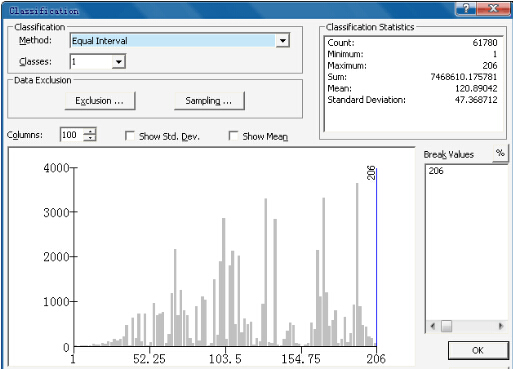 Classification
Classification
Method: Equal Interval
Classes: 1
Data Exclusion
Exclusion ...
Sampling ...
Classification Statistics
Count: 61780
Minimum: 1
Maximum: 206
Sum: 7468610.175781
Mean: 120.89042
Standard Deviation: 47.368712
Columns: 100
Show Std. Dev.
Show Mean
Break Values
%
206
4000
3000
2000
1000
0
1
52.25
103.5
154.75
206
206
OK